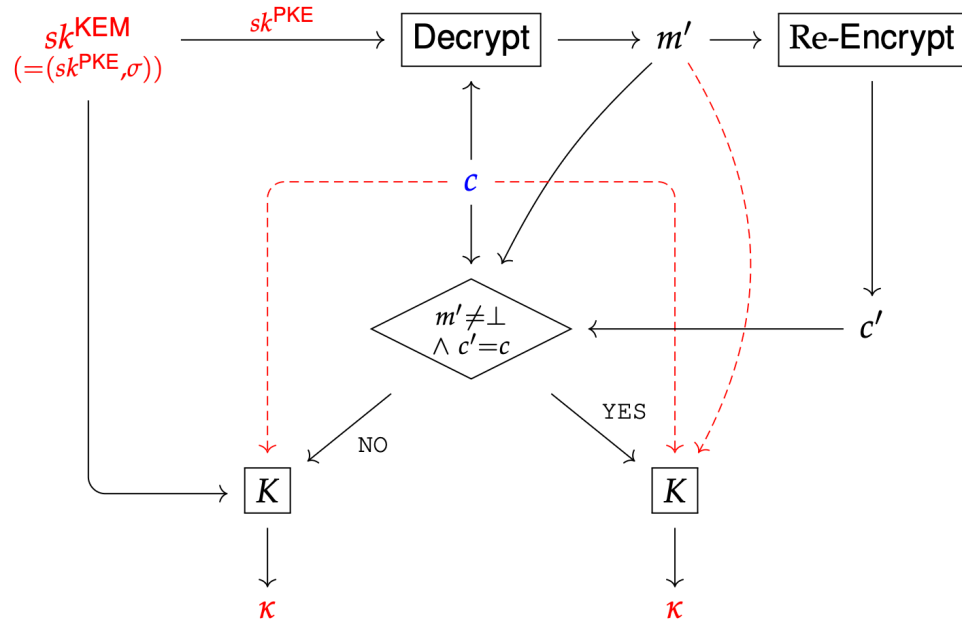 sk^KEM
(=(sk^PKE,σ))
sk^PKE
Decrypt
m′
Re-Encrypt
c
m′≠⊥
∧ c′=c
c′
NO
YES
K
K
κ
κ